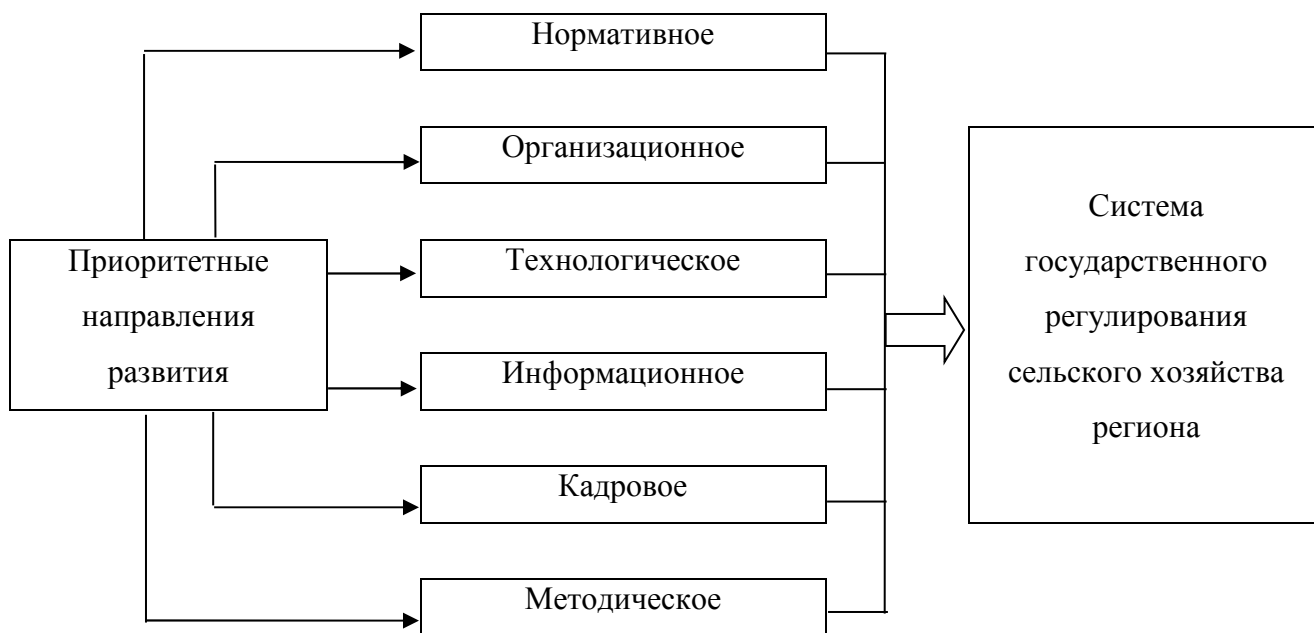 Нормативное
Организационное
Приоритетные
направления
развития
Технологическое
Информационное
Кадровое
Методическое
Система
государственного
регулирования
сельского хозяйства
региона